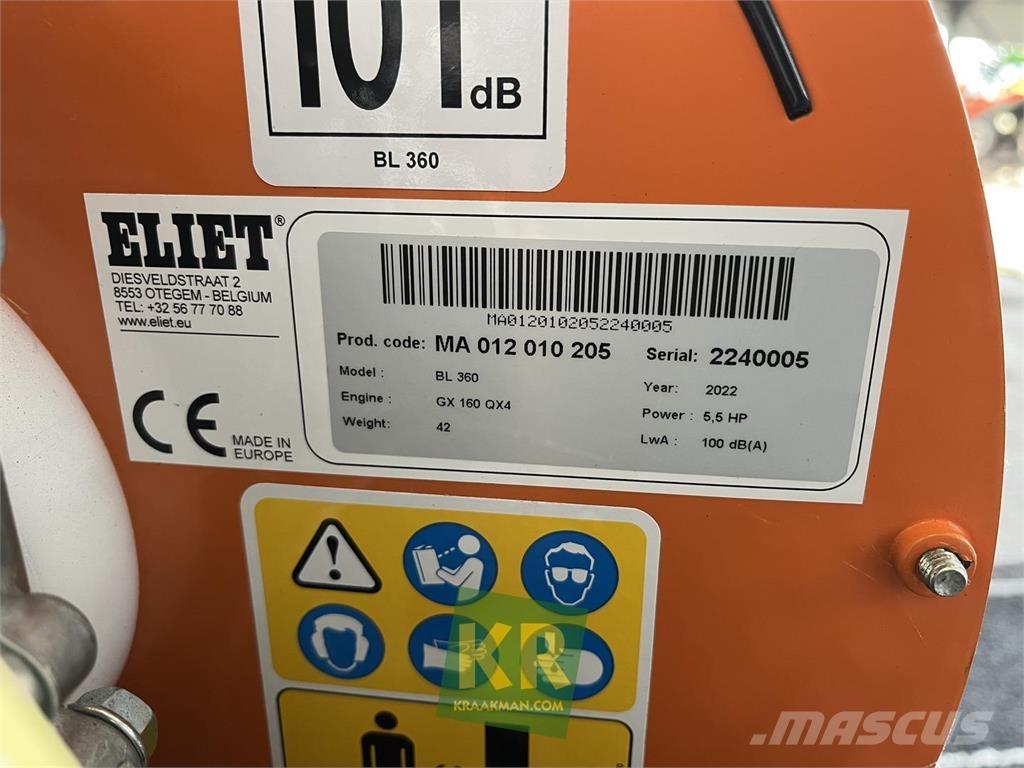 101 dB
BL 360
ELIET®
DIESVELDSTRAAT 2
8553 OTEGEM - BELGIUM
TEL: +32 56 77 70 88
www.eliet.eu
CE
MADE IN
EUROPE
MA0120102052240005
Prod. code: MA 012 010 205 Serial: 2240005
Model : BL 360 Year: 2022
Engine : GX 160 QX4 Power : 5,5 HP
Weight: 42 LwA : 100 dB(A)
KR
KRAAKMAN.COM
MASCUS